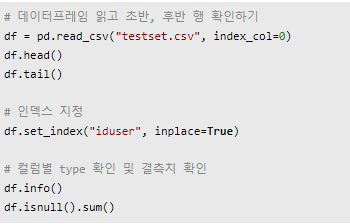 # 데이터프레임 읽고 초반, 후반 행 확인하기
df = pd.read_csv("testset.csv", index_col=0)
df.head()
df.tail()
# 인덱스 지정
df.set_index("iduser", inplace=True)
# 컬럼별 type 확인 및 결측치 확인
df.info()
df.isnull().sum()